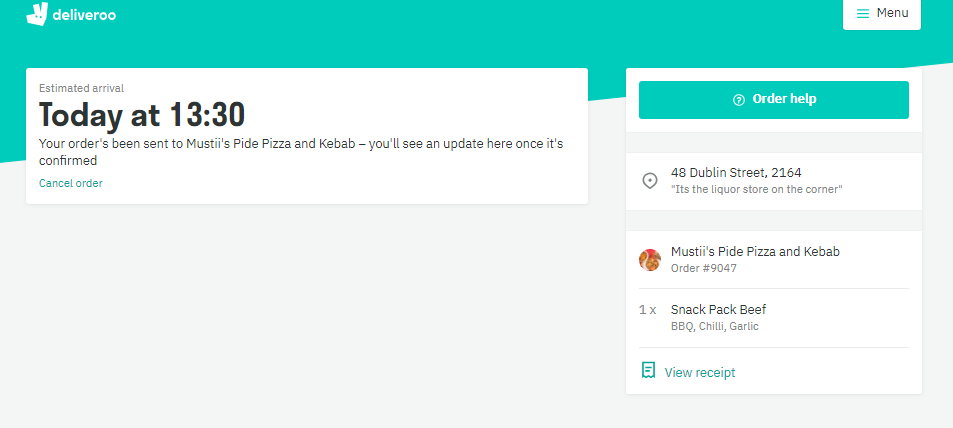 deliveroo
Menu
Estimated arrival
Today at 13:30
Your order's been sent to Mustii's Pide Pizza and Kebab – you'll see an update here once it's
confirmed
Cancel order
Order help
48 Dublin Street, 2164
"Its the liquor store on the corner"
Mustii's Pide Pizza and Kebab
Order #9047
1 x Snack Pack Beef
BBQ, Chilli, Garlic
View receipt